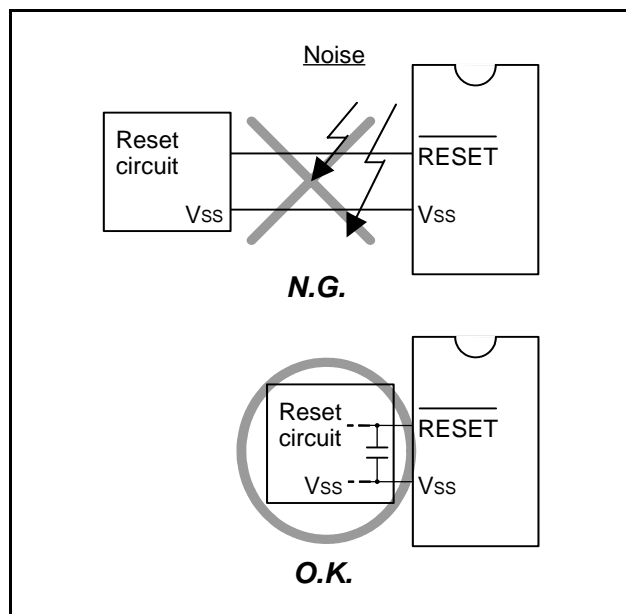 Noise
Reset
circuit
VSS
RESET
VSS
N.G.
Reset
circuit
VSS
RESET
VSS
O.K.